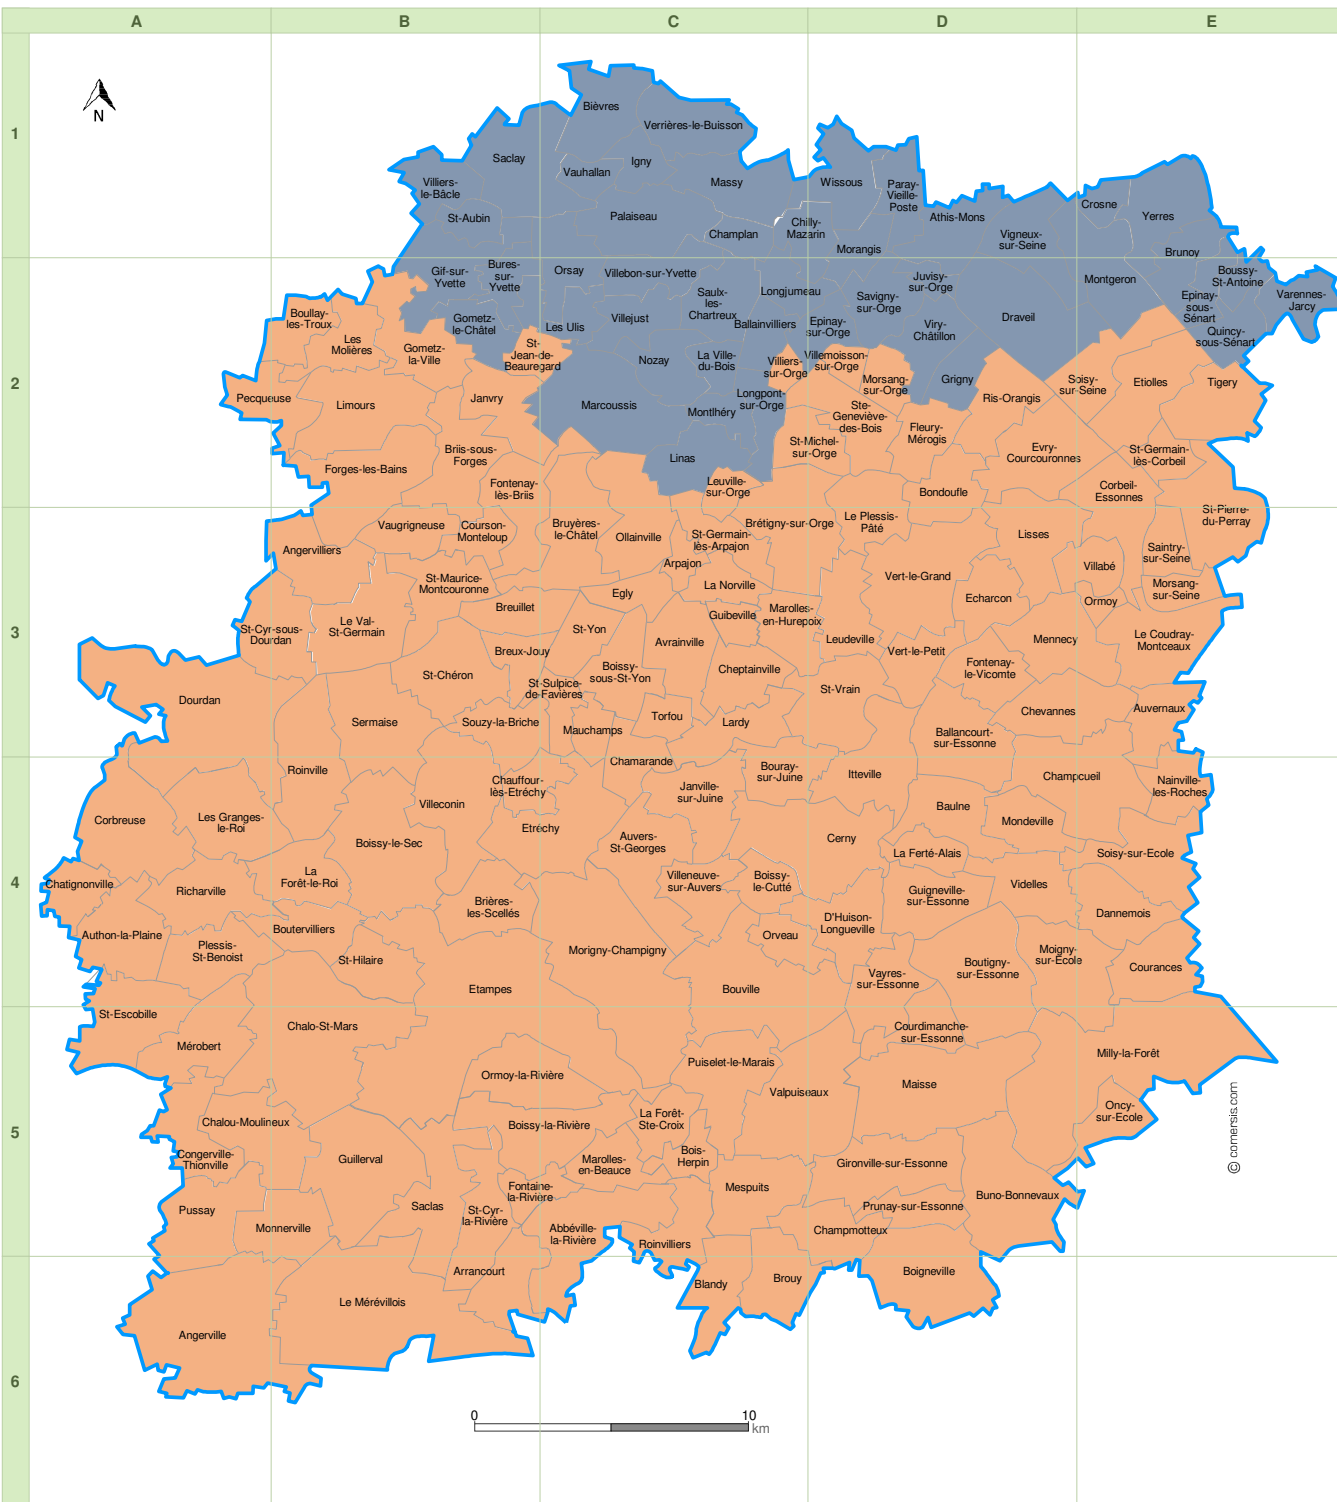 A B C D E
1
N
Bièvres
Verrières-le-Buisson
Saclay
Igny
Vauhallan
Villiers-
le-Bâcle
Massy
Wissous
Paray-
Vieille-
Poste
Crosne
St-Aubin
Palaiseau
Champlan
Chilly-
Mazarin
Athis-Mons
Yerres
Vigneux-
sur-Seine
Morangis
Brunoy
Gif-sur-
Yvette
Bures-
sur-
Yvette
Orsay
Villebon-sur-Yvette
Longjumeau
Juvisy-
sur-Orge
Montgeron
Boussy-
St-Antoine
Varennes-
Jarcy
Saulx-
les-
Chartreux
Savigny-
sur-Orge
Epinay-
sous-
Sénart
Boullay-
les-Troux
Gometz-
le-Châtel
Les Ulis
Villejust
Ballainvilliers
Epinay-
sur-Orge
Viry-
Châtillon
Draveil
Quincy-
sous-Sénart
Les
Molières
Gometz-
la-Ville
St-
Jean-de-
Beauregard
Nozay
La Ville-
du-Bois
Villiers-
sur-Orge
Villemoisson-
sur-Orge
2
Pecqueuse
Limours
Janvry
Marcoussis
Montlhéry
Longpont-
sur-Orge
Morsang-
sur-Orge
Grigny
Ris-Orangis
Soisy-
sur-Seine
Etiolles
Tigery
Ste-
Geneviève-
des-Bois
Fleury-
Mérogis
Forges-les-Bains
Briis-sous-
Forges
Linas
St-Michel-
sur-Orge
Evry-
Courcouronnes
St-Germain-
lès-Corbeil
Fontenay-
lès-Briis
Leuville-
sur-Orge
Bondoufle
Corbeil-
Essonnes
Vaugrigneuse
Courson-
Monteloup
Bruyères-
le-Châtel
Ollainville
St-Germain-
lès-Arpajon
Brétigny-sur-Orge
Le Plessis-
Pâté
Lisses
St-Pierre-
du-Perray
Angervilliers
Arpajon
Villabé
Saintry-
sur-Seine
St-Maurice-
Montcouronne
Breuillet
Egly
La Norville
Vert-le-Grand
Echarcon
Ormoy
Morsang-
sur-Seine
3
St-Cyr-sous-
Dourdan
Le Val-
St-Germain
St-Yon
Avrainville
Guibeville
Marolles-
en-Hurepoix
Leudeville
Mennecy
Le Coudray-
Montceaux
Breux-Jouy
Vert-le-Petit
St-Chéron
St-Sulpice-
de-Favières
Boissy-
sous-St-Yon
Cheptainville
St-Vrain
Fontenay-
le-Vicomte
Dourdan
Sermaise
Souzy-la-Briche
Mauchamps
Torfou
Lardy
Ballancourt-
sur-Essonne
Chevannes
Auvernaux
Roinville
Chauffour-
lès-Etréchy
Chamarande
Janville-
sur-Juine
Bouray-
sur-Juine
Itteville
Champcueil
Nainville-
les-Roches
Corbreuse
Les Granges-
le-Roi
Villeconin
Etréchy
Baulne
Mondeville
Boissy-le-Sec
Auvers-
St-Georges
Cerny
La Ferté-Alais
Soisy-sur-Ecole
4
Chatignonville
Richarville
La
Forêt-le-Roi
Villeneuve-
sur-Auvers
Boissy-
le-Cutté
Guigneville-
sur-Essonne
Videlles
Brières-
les-Scellés
D'Huison-
Longueville
Dannemois
Authon-la-Plaine
Plessis-
St-Benoist
Boutervilliers
St-Hilaire
Morigny-Champigny
Orveau
Moigny-
sur-Ecole
Etampes
Bouville
Vayres-
sur-Essonne
Boutigny-
sur-Essonne
Courances
St-Escobille
Mérobert
Chalo-St-Mars
Courdimanche-
sur-Essonne
Milly-la-Forêt
Ormoy-la-Rivière
Puiselet-le-Marais
Valpuiseaux
Maisse
Oncy-
sur-Ecole
5
Chalou-Moulineux
Boissy-la-Rivière
La Forêt-
Ste-Croix
Congerville-
Thionville
Guillerval
Marolles-
en-Beauce
Bois-
Herpin
Gironville-sur-Essonne
Pussay
Monnerville
Saclas
St-Cyr-
la-Rivière
Fontaine-
la-Rivière
Abbéville-
la-Rivière
Roinvilliers
Mespuits
Champmotteux
Prunay-sur-Essonne
Buno-Bonnevaux
© comersis.com
Arrancourt
Blandy
Brouy
Boigneville
Le Mérévillois
Angerville
6
0 10
km